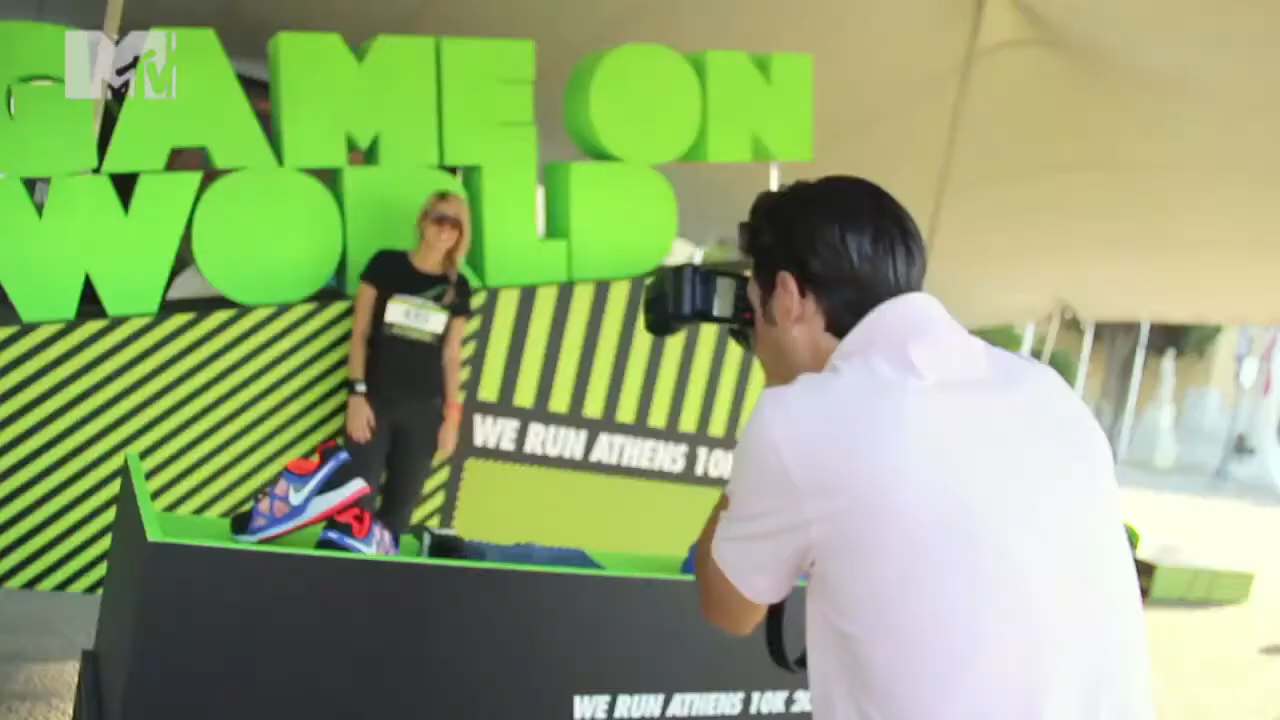 MTV
GAME ON
WORLD
WE RUN ATHENS 10K
WE RUN ATHENS 10K